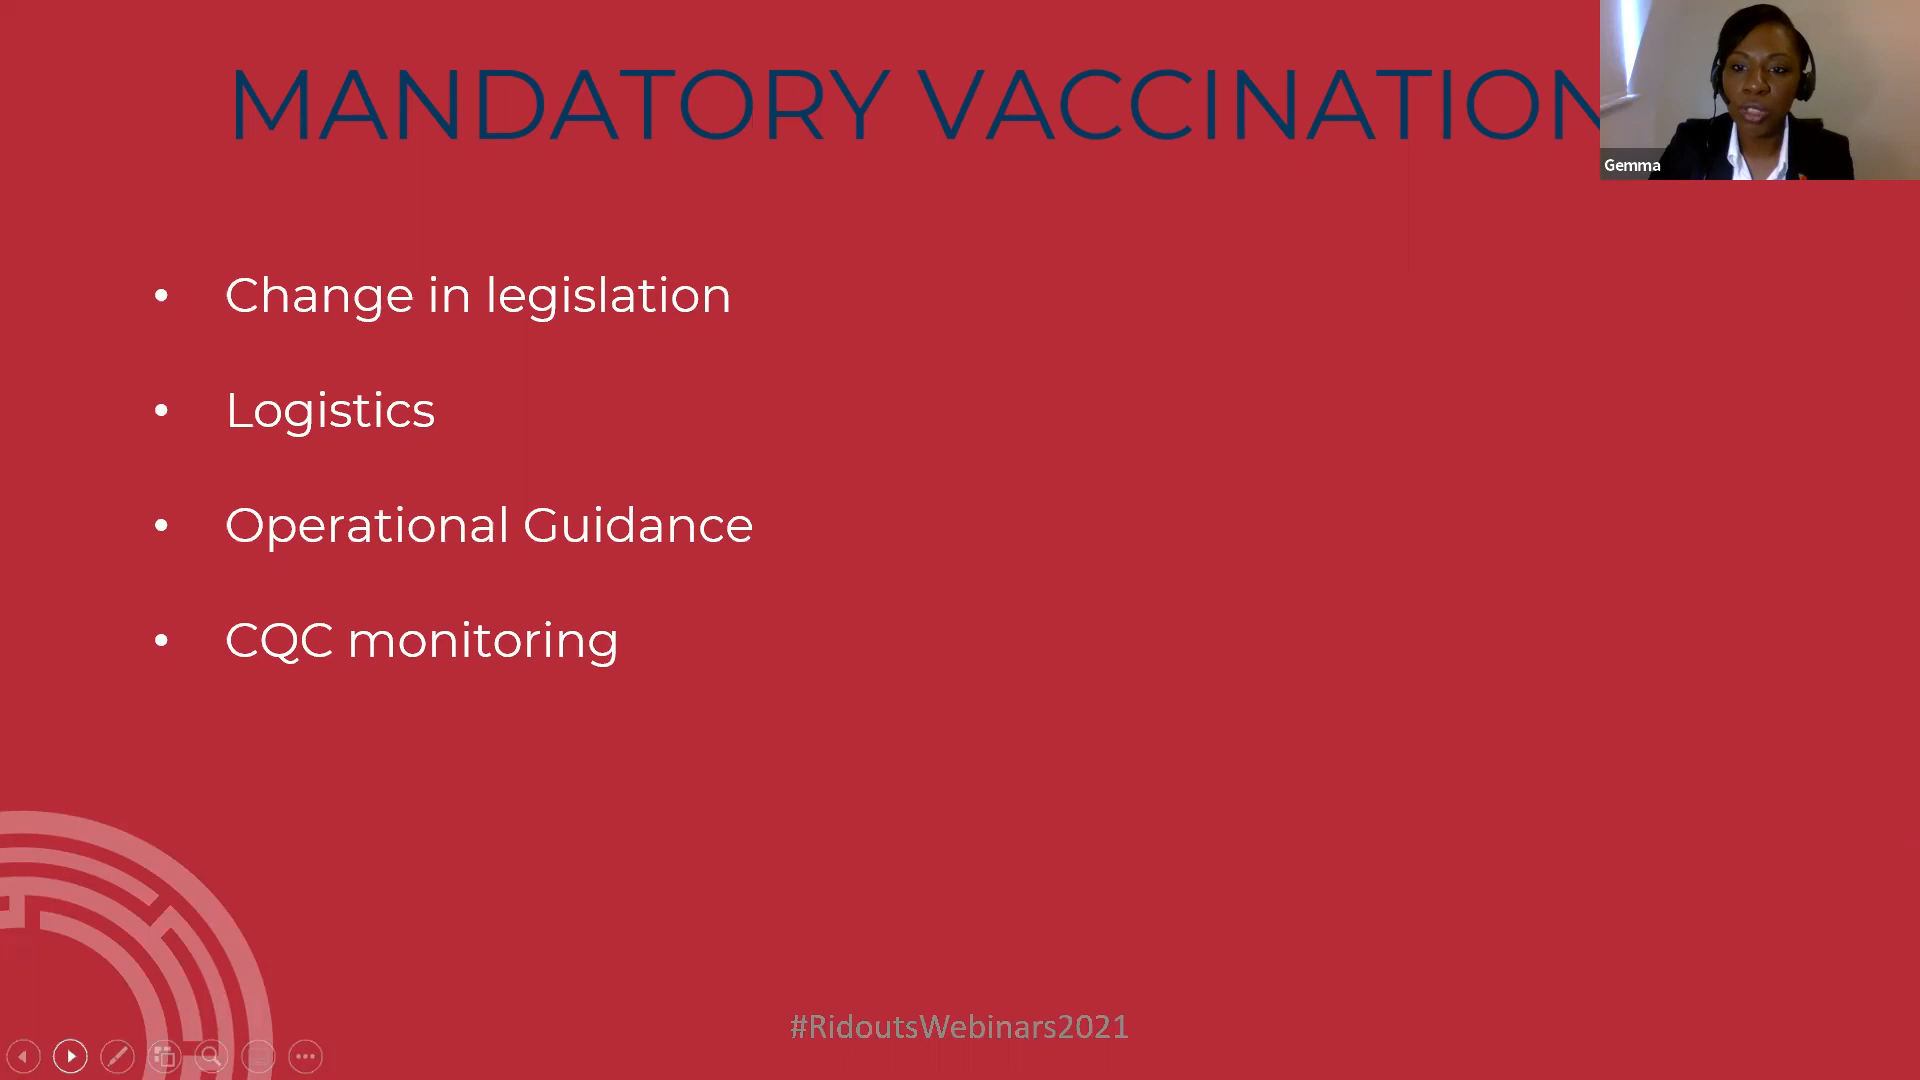 MANDATORY VACCINATION
Gemma
• Change in legislation
• Logistics
• Operational Guidance
• CQC monitoring
#RidoutsWebinars2021